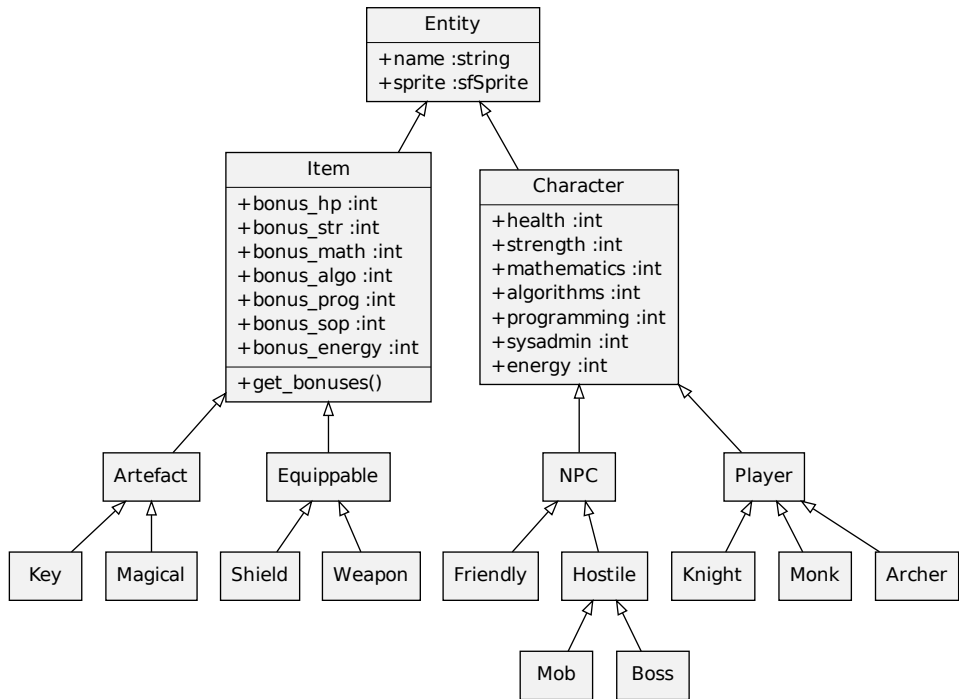 Entity
+name :string
+sprite :sfSprite
Item
+bonus_hp :int
+bonus_str :int
+bonus_math :int
+bonus_algo :int
+bonus_prog :int
+bonus_sop :int
+bonus_energy :int
+get_bonuses()
Character
+health :int
+strength :int
+mathematics :int
+algorithms :int
+programming :int
+sysadmin :int
+energy :int
Artefact
Equippable
NPC
Player
Key
Magical
Shield
Weapon
Friendly
Hostile
Knight
Monk
Archer
Mob
Boss